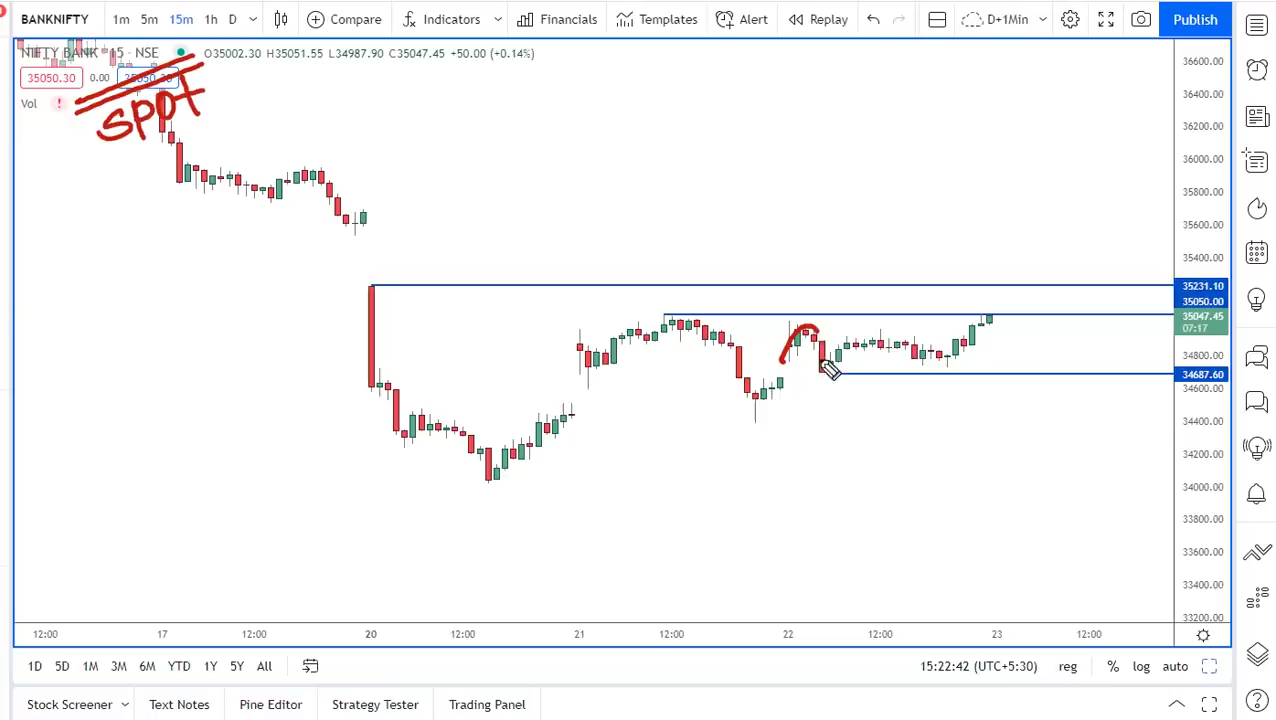 BANKNIFTY 1m 5m 15m 1h D Compare Indicators Financials Templates Alert Replay D+1Min Publish
NIFTY BANK · 15 · NSE O35002.30 H35051.55 L34987.90 C35047.45 +50.00 (+0.14%)
35050.30 0.00 35050.30
Vol !
spot
36600.00
36400.00
36200.00
36000.00
35800.00
35600.00
35400.00
35231.10
35050.00
35047.45
07:17
34800.00
34687.60
34600.00
34400.00
34200.00
34000.00
33800.00
33600.00
33400.00
33200.00
12:00 17 12:00 20 12:00 21 12:00 22 12:00 23 12:00
1D 5D 1M 3M 6M YTD 1Y 5Y All 15:22:42 (UTC+5:30) reg % log auto
Stock Screener Text Notes Pine Editor Strategy Tester Trading Panel